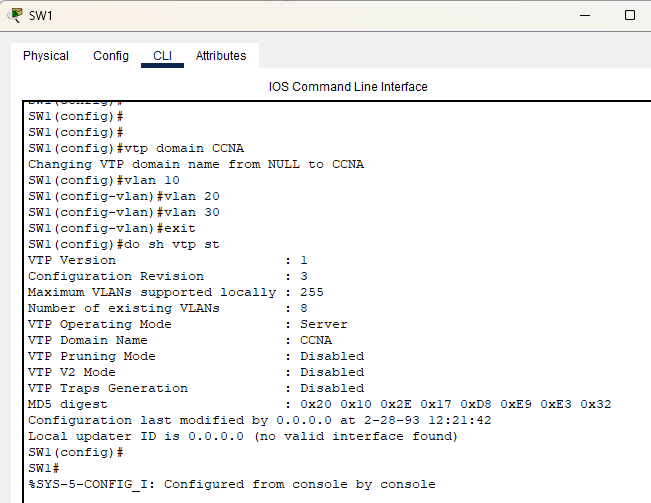 SW1
Physical Config CLI Attributes
IOS Command Line Interface
SW1(config)#
SW1(config)#
SW1(config)#
SW1(config)#vtp domain CCNA
Changing VTP domain name from NULL to CCNA
SW1(config)#vlan 10
SW1(config-vlan)#vlan 20
SW1(config-vlan)#vlan 30
SW1(config-vlan)#exit
SW1(config)#do sh vtp st
VTP Version : 1
Configuration Revision : 3
Maximum VLANs supported locally : 255
Number of existing VLANs : 8
VTP Operating Mode : Server
VTP Domain Name : CCNA
VTP Pruning Mode : Disabled
VTP V2 Mode : Disabled
VTP Traps Generation : Disabled
MD5 digest : 0x20 0x10 0x2E 0x17 0xD8 0xE9 0xE3 0x32
Configuration last modified by 0.0.0.0 at 2-28-93 12:21:42
Local updater ID is 0.0.0.0 (no valid interface found)
SW1(config)#
SW1#
%SYS-5-CONFIG_I: Configured from console by console